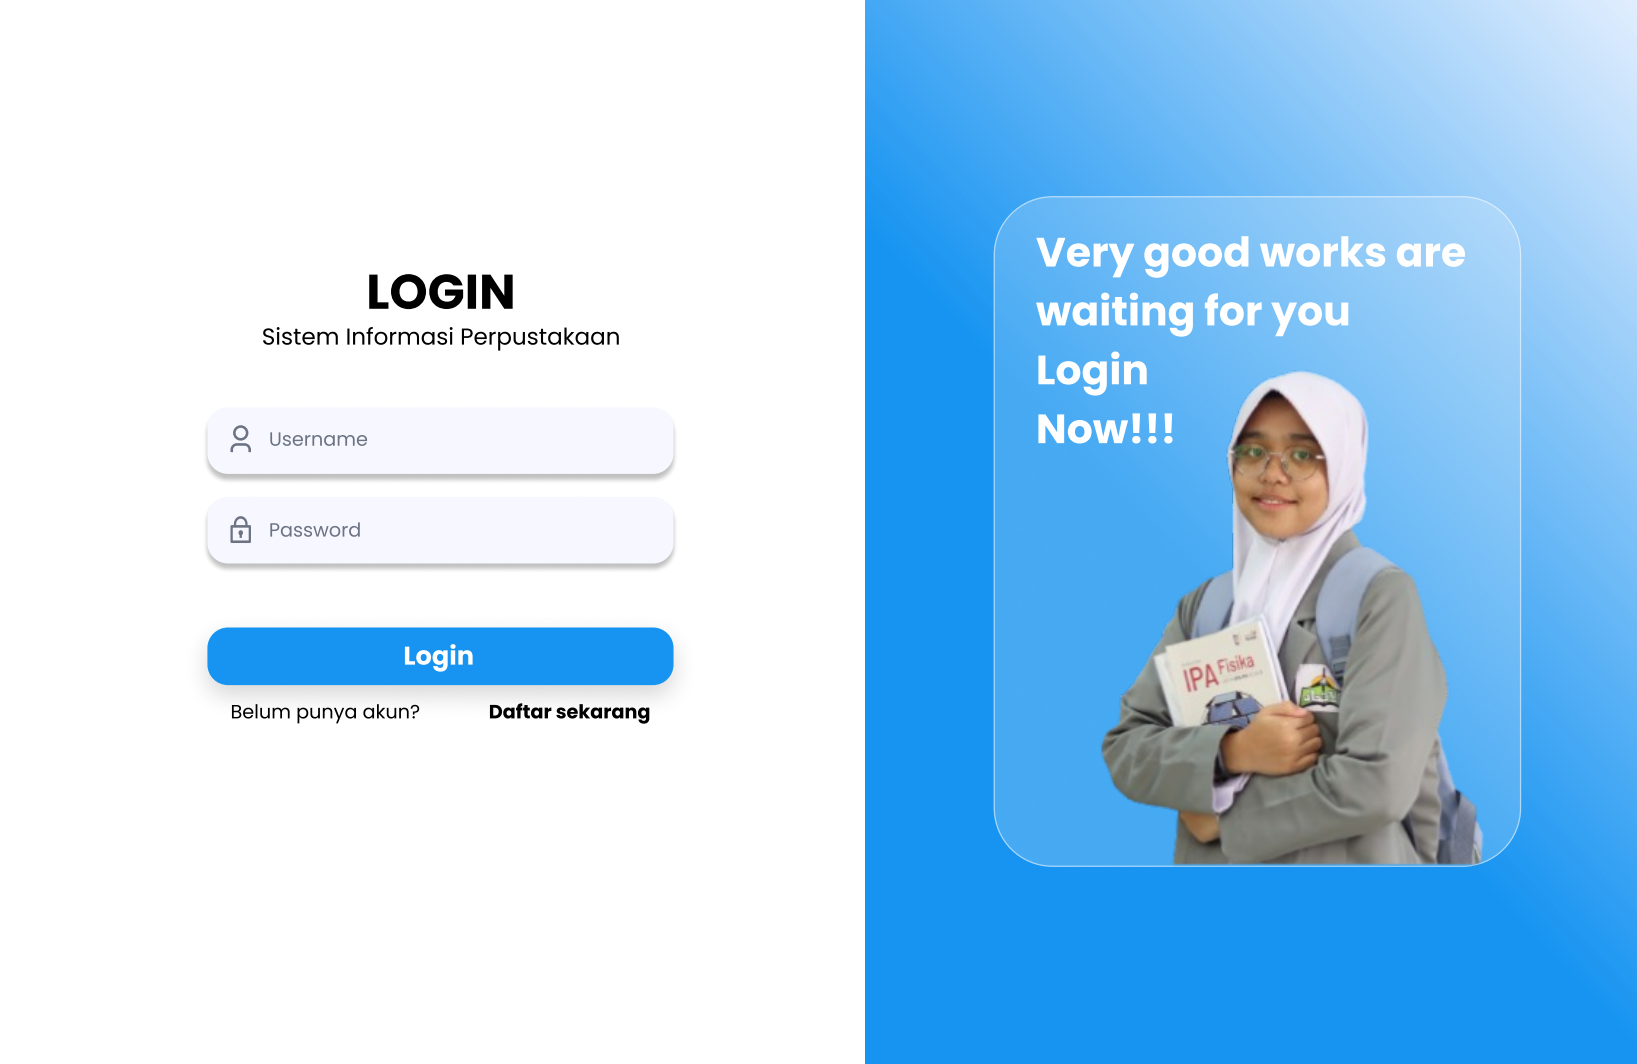 LOGIN
Sistem Informasi Perpustakaan
Username
Password
Login
Belum punya akun? Daftar sekarang
Very good works are
waiting for you
Login
Now!!!
IPA Fisika